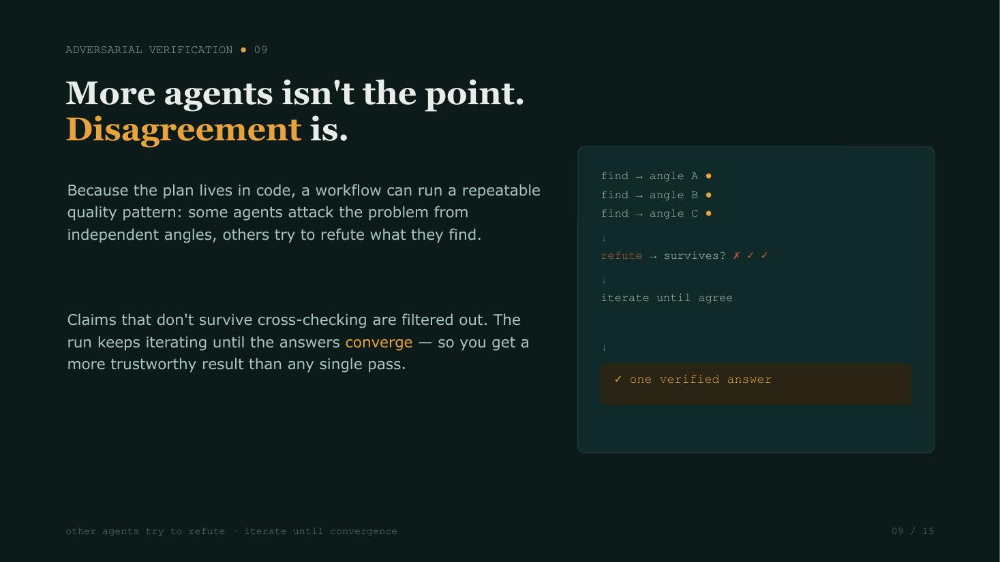 ADVERSARIAL VERIFICATION ● 09
More agents isn't the point.
Disagreement is.
Because the plan lives in code, a workflow can run a repeatable
quality pattern: some agents attack the problem from
independent angles, others try to refute what they find.
Claims that don't survive cross-checking are filtered out. The
run keeps iterating until the answers converge — so you get a
more trustworthy result than any single pass.
find → angle A ●
find → angle B ●
find → angle C ●
↓
refute → survives? ✗ ✓ ✓
↓
iterate until agree
↓
✓ one verified answer
other agents try to refute · iterate until convergence
09 / 15